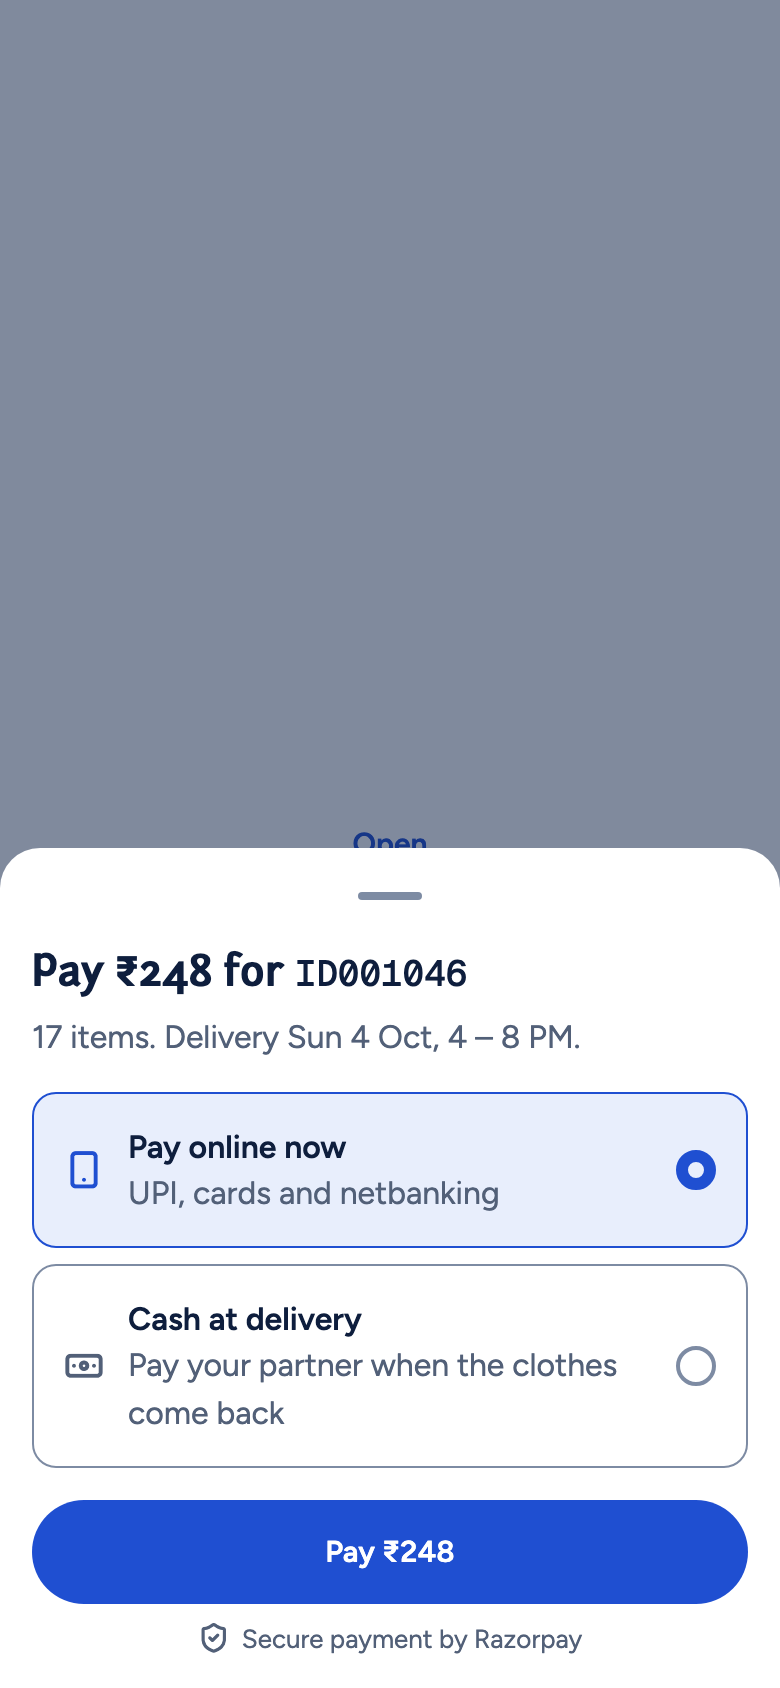 Open
Pay ₹248 for ID001046
17 items. Delivery Sun 4 Oct, 4 – 8 PM.
Pay online now
UPI, cards and netbanking
Cash at delivery
Pay your partner when the clothes
come back
Pay ₹248
Secure payment by Razorpay